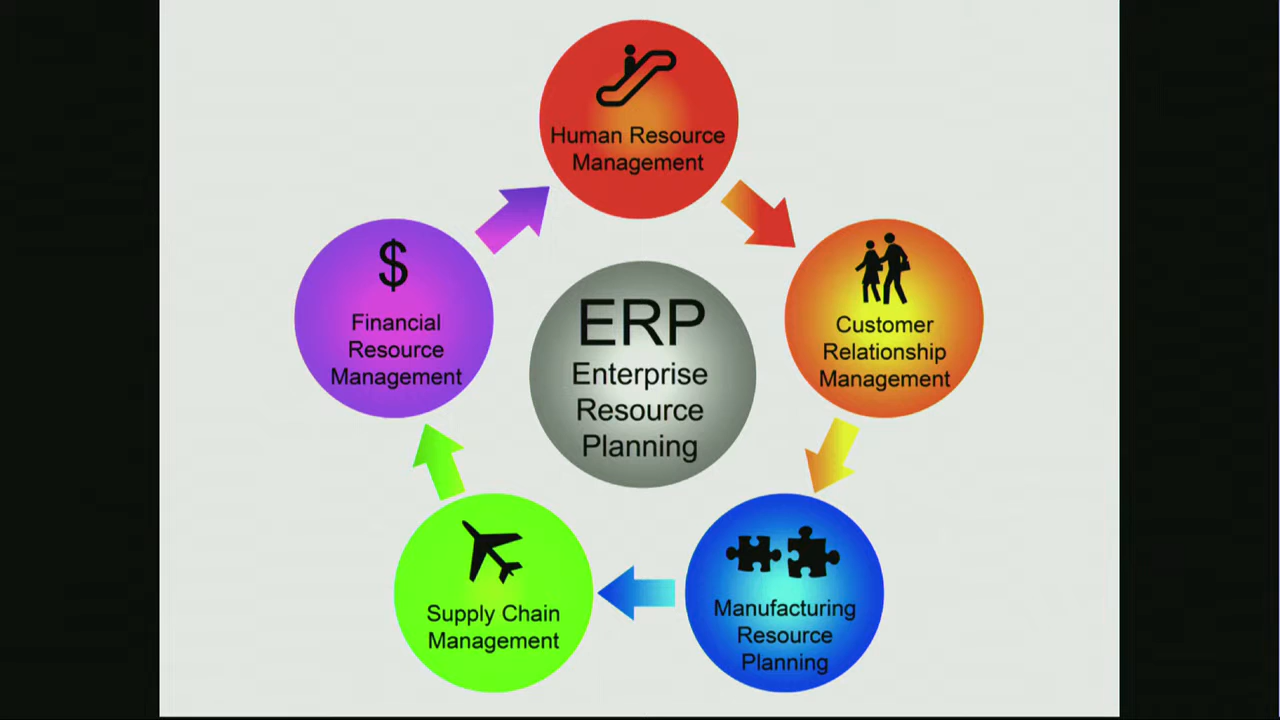 Human Resource
Management
$
Financial
Resource
Management
Customer
Relationship
Management
ERP
Enterprise
Resource
Planning
Supply Chain
Management
Manufacturing
Resource
Planning